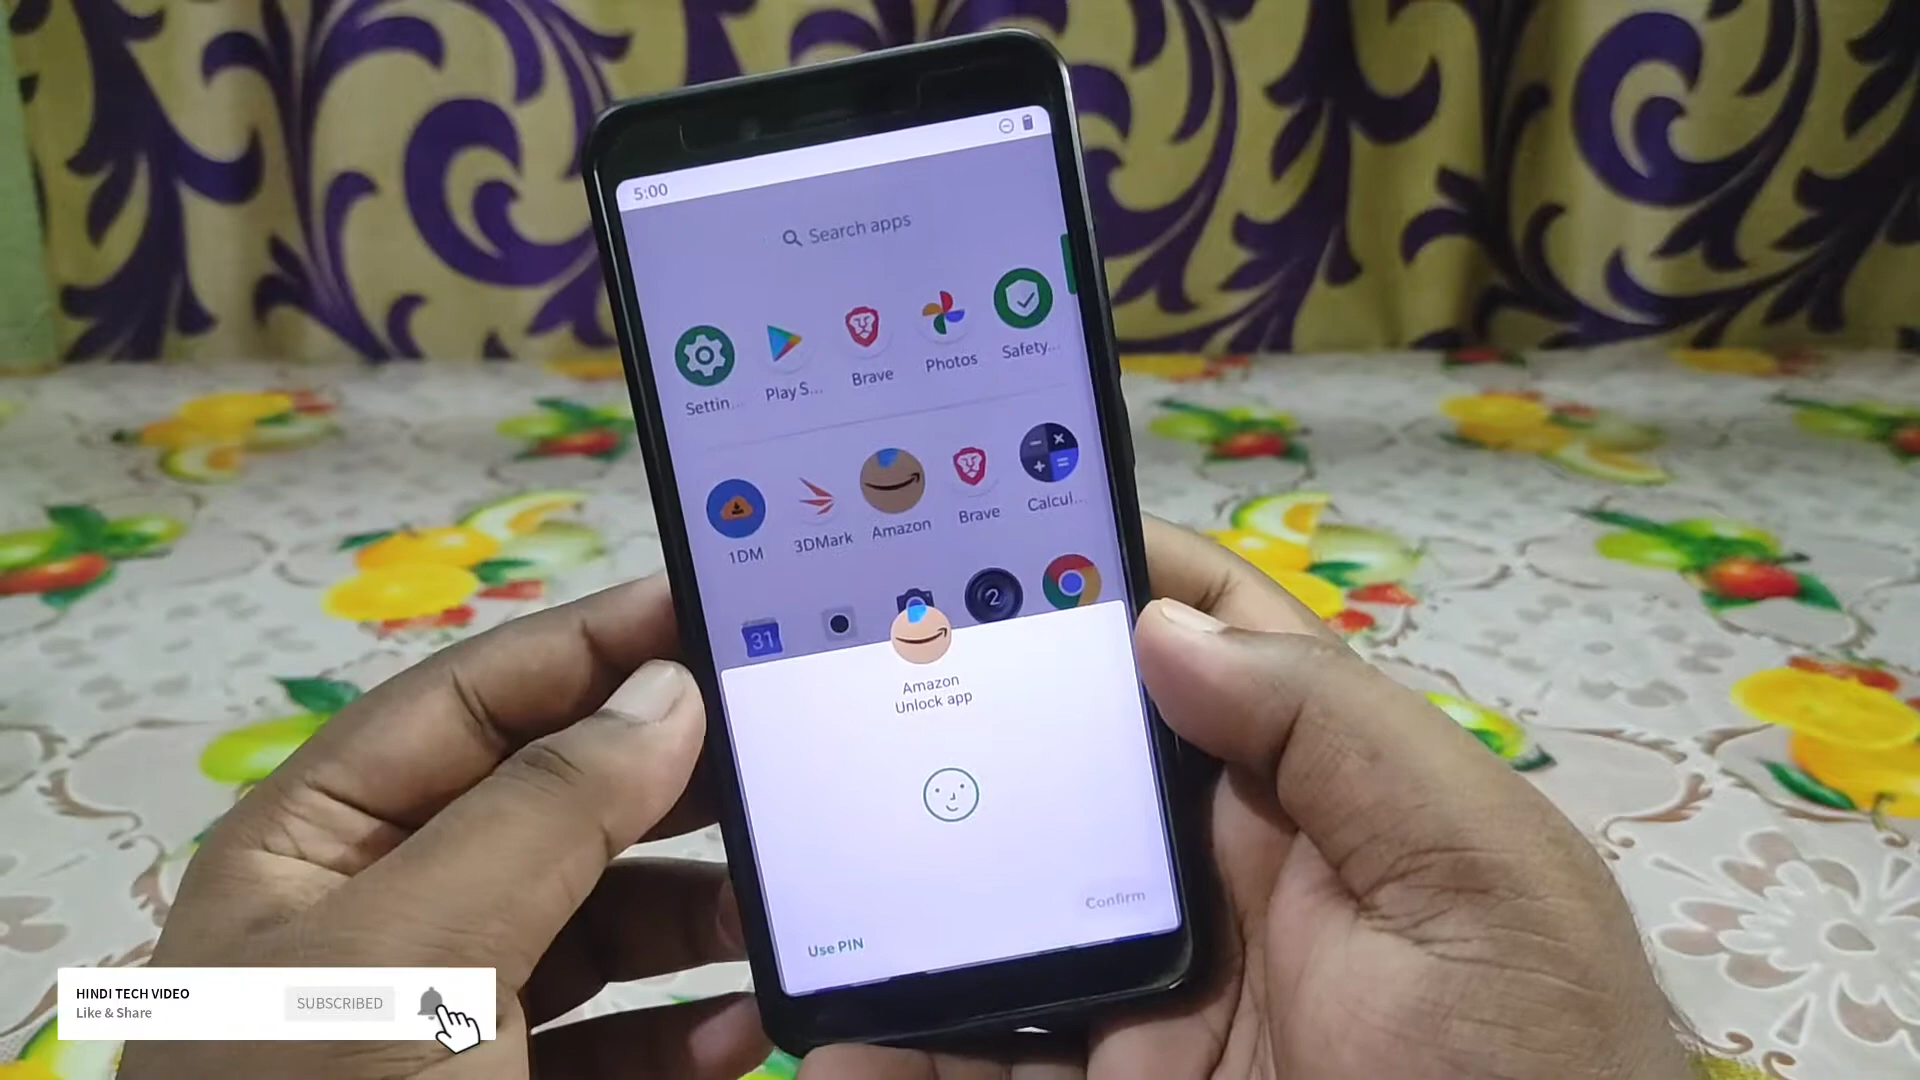 5:00
Search apps
Settin...
Play S...
Brave
Photos
Safety...
1DM
3DMark
Amazon
Brave
Calcul...
31
2
Amazon
Unlock app
Confirm
Use PIN
HINDI TECH VIDEO
Like & Share
SUBSCRIBED